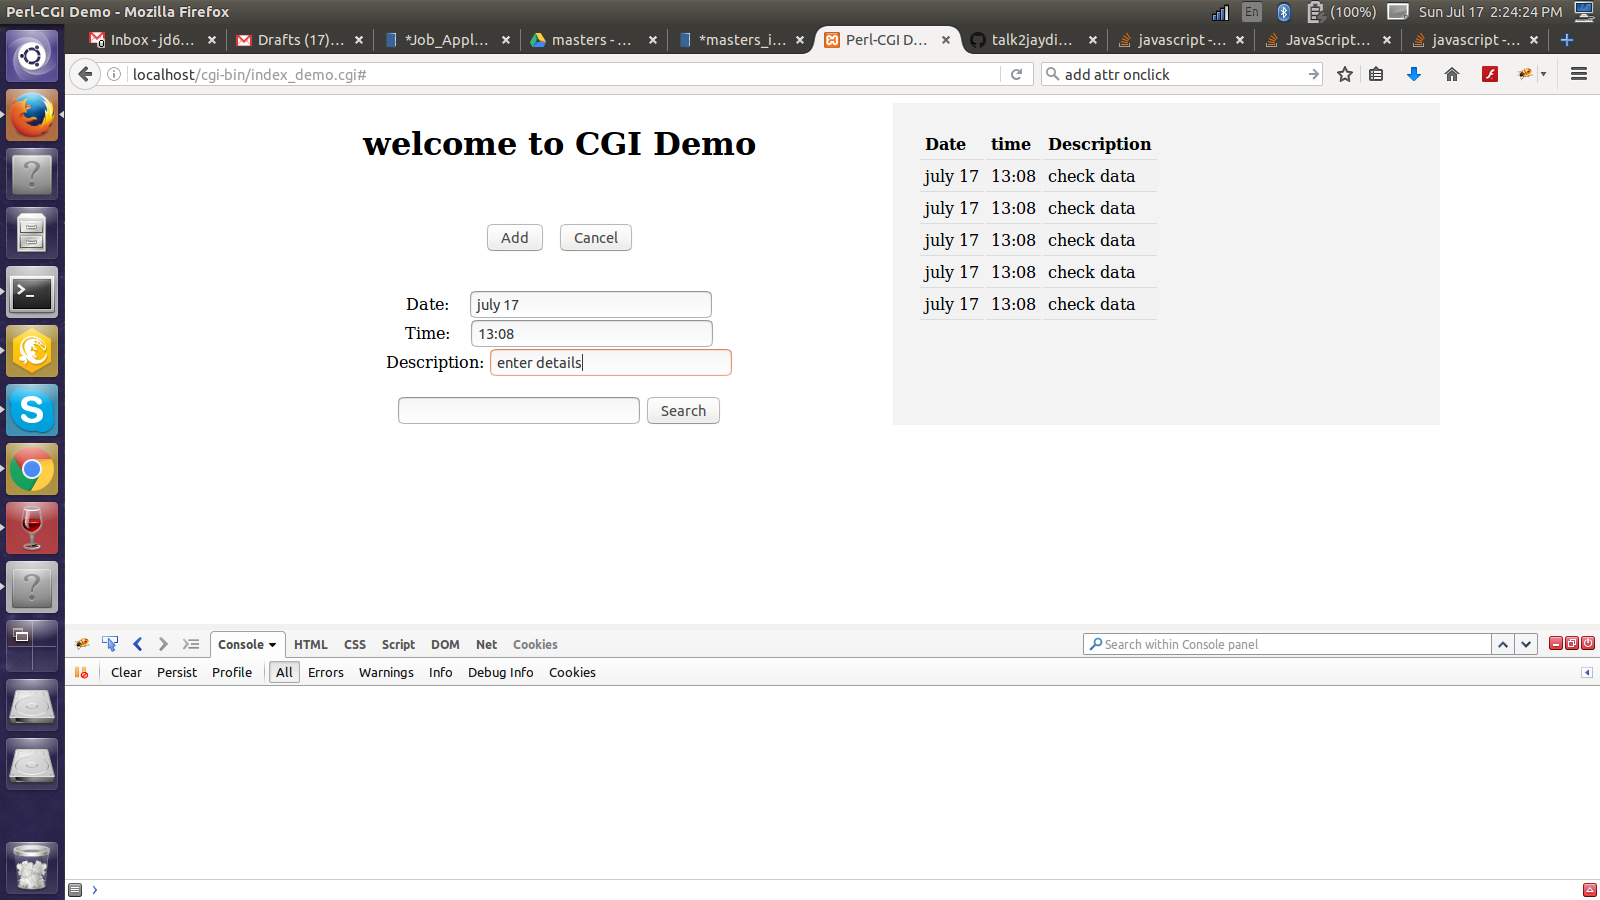 Perl-CGI Demo - Mozilla Firefox
En (100%) Sun Jul 17 2:24:24 PM
Inbox - jd6... × Drafts (17)... × *Job_Appl... × masters - ... × *masters_i... × Perl-CGI D... × talk2jaydi... × javascript -... × JavaScript... × javascript -... × +
localhost/cgi-bin/index_demo.cgi# add attr onclick
welcome to CGI Demo
Add Cancel
Date: july 17
Time: 13:08
Description: enter details
Search
Date time Description
july 17 13:08 check data
july 17 13:08 check data
july 17 13:08 check data
july 17 13:08 check data
july 17 13:08 check data
Console HTML CSS Script DOM Net Cookies Search within Console panel
Clear Persist Profile All Errors Warnings Info Debug Info Cookies